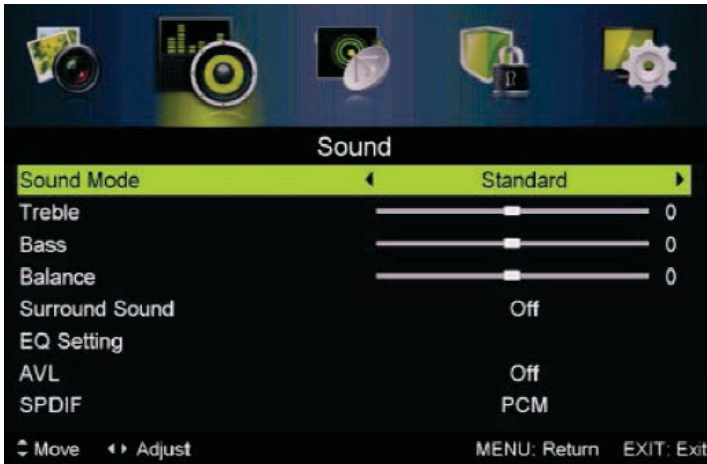 Sound
Sound Mode Standard
Treble 0
Bass 0
Balance 0
Surround Sound Off
EQ Setting
AVL Off
SPDIF PCM
Move Adjust MENU: Return EXIT: Exit